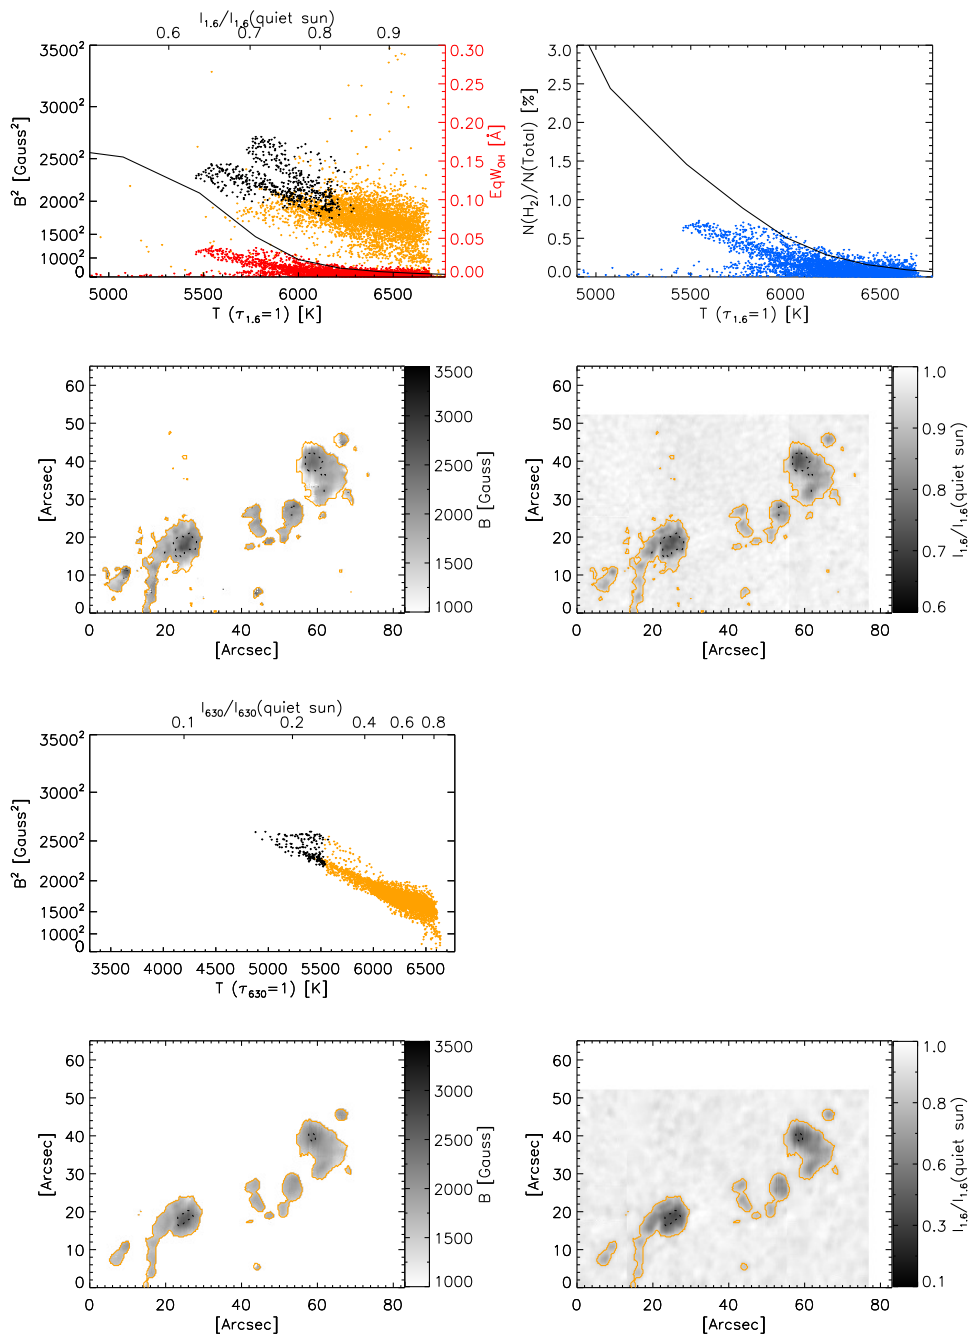 I1.6/I1.6(quiet sun)
0.6 0.7 0.8 0.9
3500² 3000² 2500² 2000² 1500² 1000² 0
B² [Gauss²]
0.30 0.25 0.20 0.15 0.10 0.05 0.00
EqWOH [Å]
5000 5500 6000 6500
T (τ1.6=1) [K]
3.0 2.5 2.0 1.5 1.0 0.5 0.0
N(H2)/N(Total) [%]
5000 5500 6000 6500
T (τ1.6=1) [K]
60 50 40 30 20 10 0
[Arcsec]
0 20 40 60 80
[Arcsec]
3500 3000 2500 2000 1500 1000
B [Gauss]
60 50 40 30 20 10 0
[Arcsec]
0 20 40 60 80
[Arcsec]
1.0 0.9 0.8 0.7 0.6
I1.6/I1.6(quiet sun)
I630/I630(quiet sun)
0.1 0.2 0.4 0.6 0.8
3500² 3000² 2500² 2000² 1500² 1000² 0
B² [Gauss²]
3500 4000 4500 5000 5500 6000 6500
T (τ630=1) [K]
60 50 40 30 20 10 0
[Arcsec]
0 20 40 60 80
[Arcsec]
3500 3000 2500 2000 1500 1000
B [Gauss]
60 50 40 30 20 10 0
[Arcsec]
0 20 40 60 80
[Arcsec]
1.0 0.8 0.6 0.3 0.1
I1.6/I1.6(quiet sun)